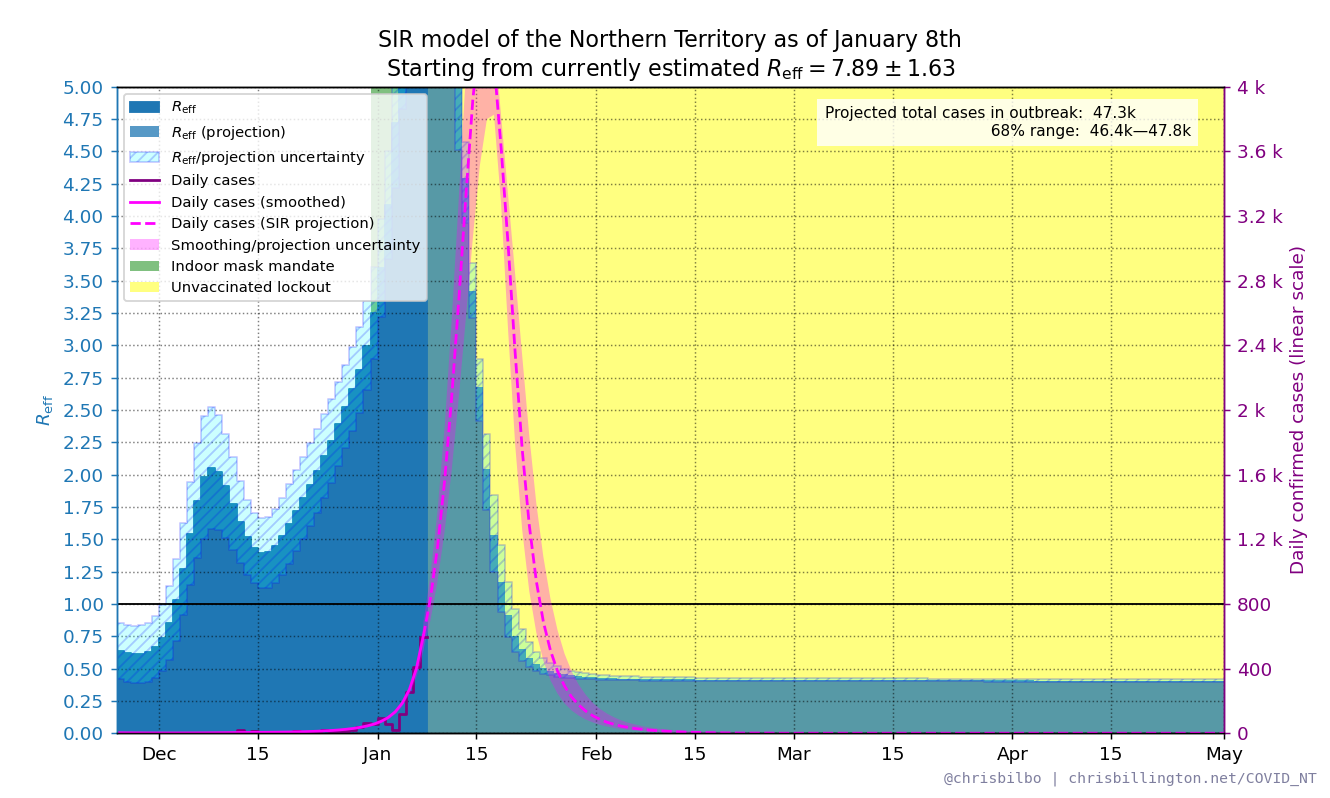 SIR model of the Northern Territory as of January 8th
Starting from currently estimated R_eff = 7.89 ± 1.63
R_eff
R_eff (projection)
R_eff/projection uncertainty
Daily cases
Daily cases (smoothed)
Daily cases (SIR projection)
Smoothing/projection uncertainty
Indoor mask mandate
Unvaccinated lockout
Projected total cases in outbreak: 47.3k
68% range: 46.4k—47.8k
R_eff
5.00
4.75
4.50
4.25
4.00
3.75
3.50
3.25
3.00
2.75
2.50
2.25
2.00
1.75
1.50
1.25
1.00
0.75
0.50
0.25
0.00
4 k
3.6 k
3.2 k
2.8 k
2.4 k
2 k
1.6 k
1.2 k
800
400
0
Daily confirmed cases (linear scale)
Dec 15 Jan 15 Feb 15 Mar 15 Apr 15 May
@chrisbilbo | chrisbillington.net/COVID_NT